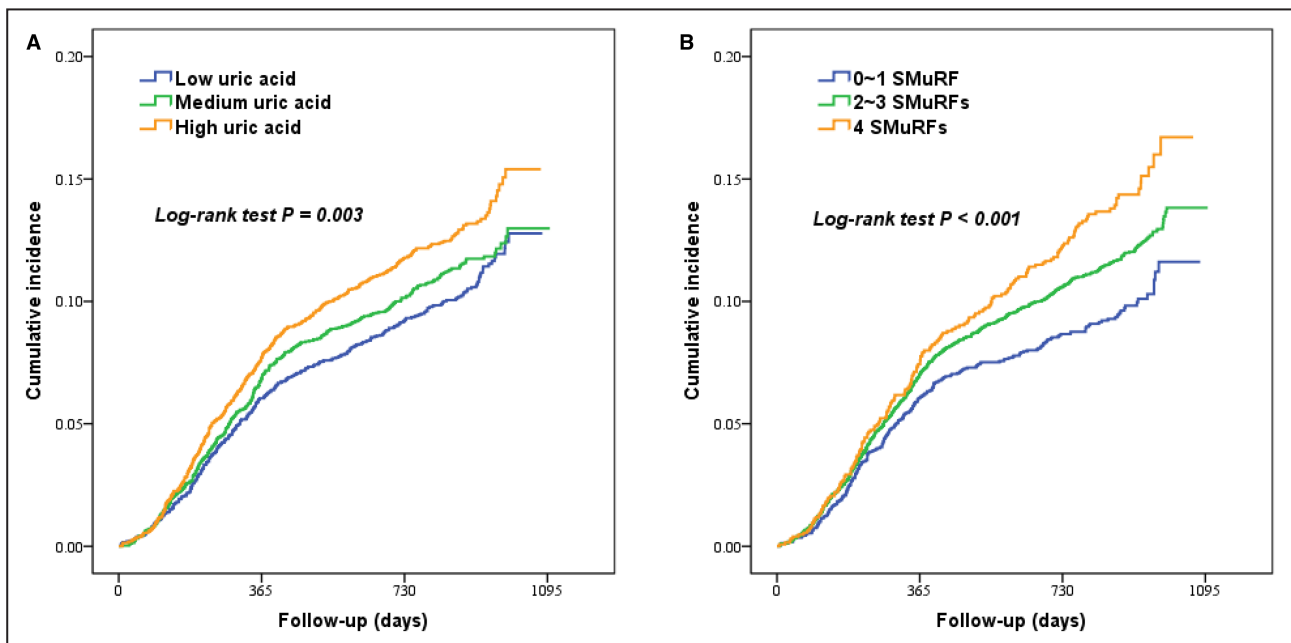 A
0.20
0.15
0.10
0.05
0.00
Cumulative incidence
Low uric acid
Medium uric acid
High uric acid
Log-rank test P = 0.003
0 365 730 1095
Follow-up (days)
B
0.20
0.15
0.10
0.05
0.00
Cumulative incidence
0~1 SMuRF
2~3 SMuRFs
4 SMuRFs
Log-rank test P < 0.001
0 365 730 1095
Follow-up (days)